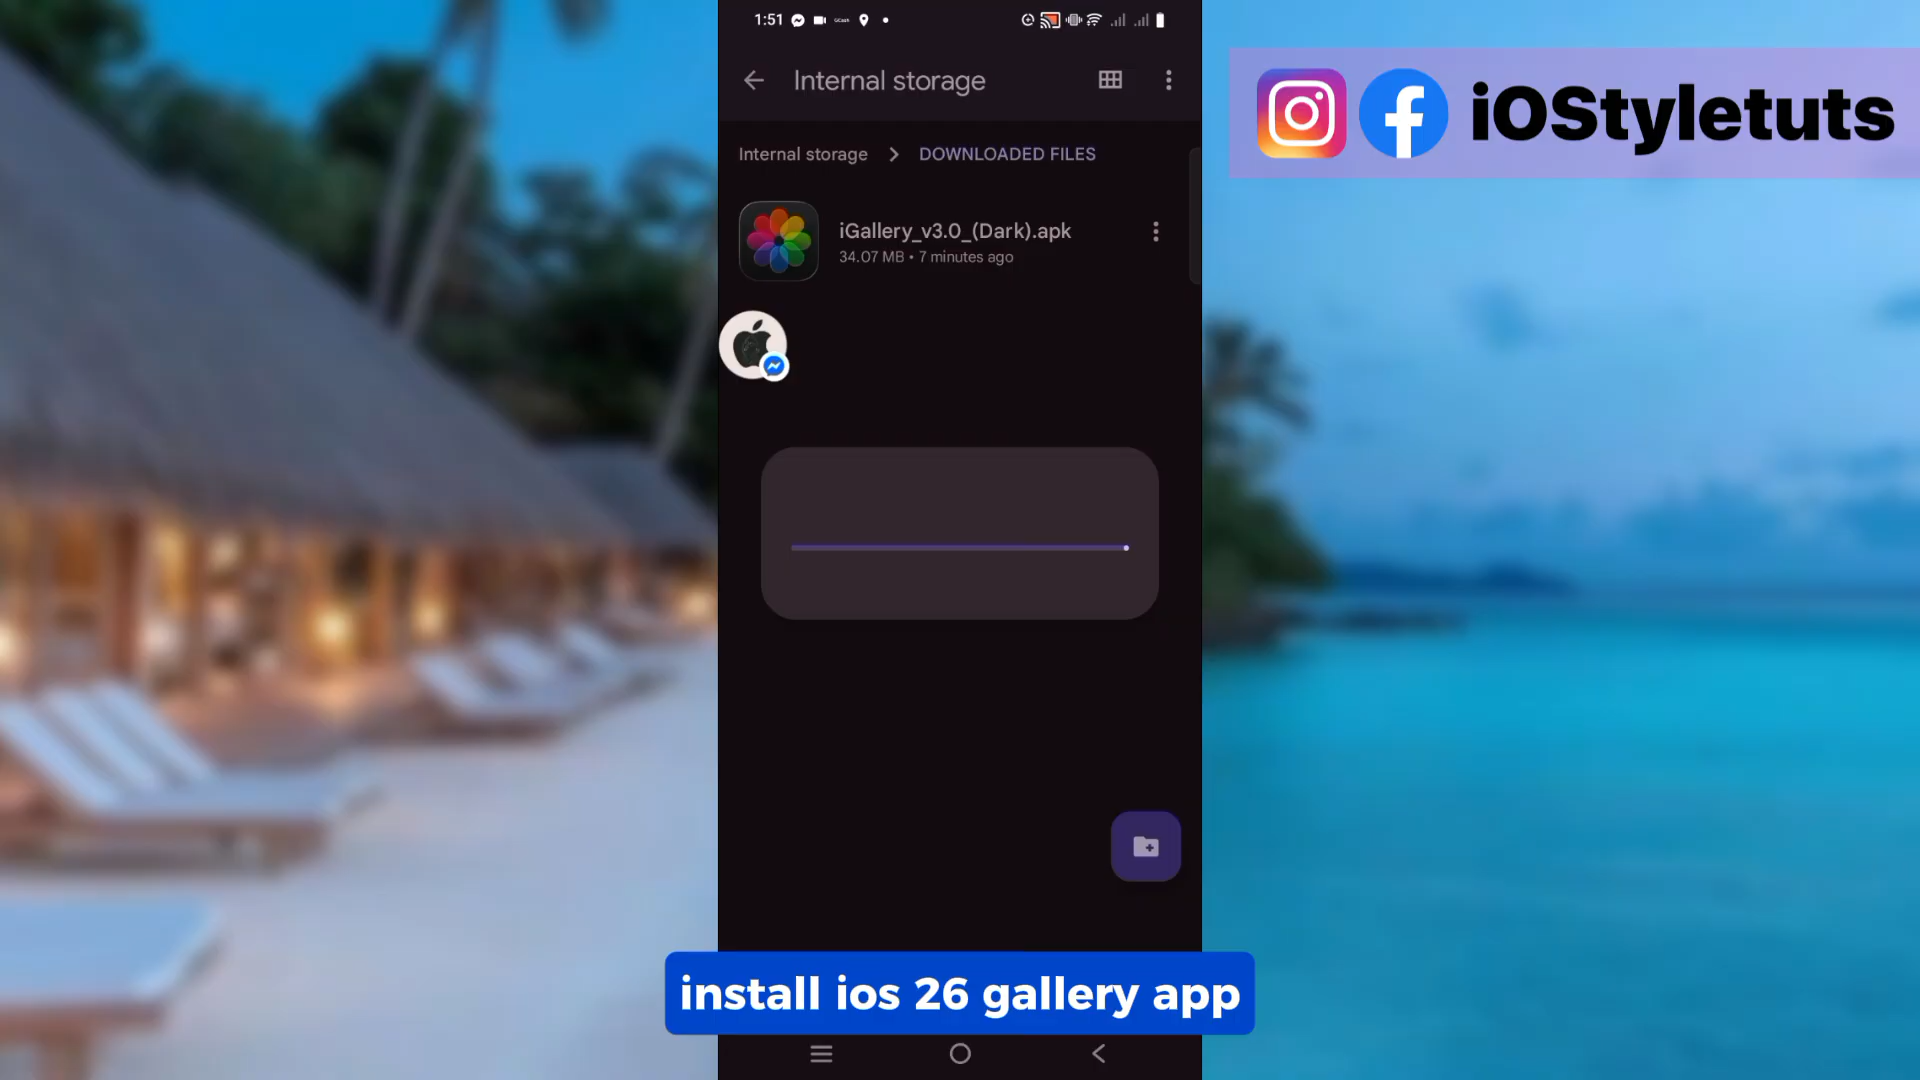 1:51
GCash
Internal storage
iOStyletuts
Internal storage
DOWNLOADED FILES
iGallery_v3.0_(Dark).apk
34.07 MB • 7 minutes ago
install ios 26 gallery app